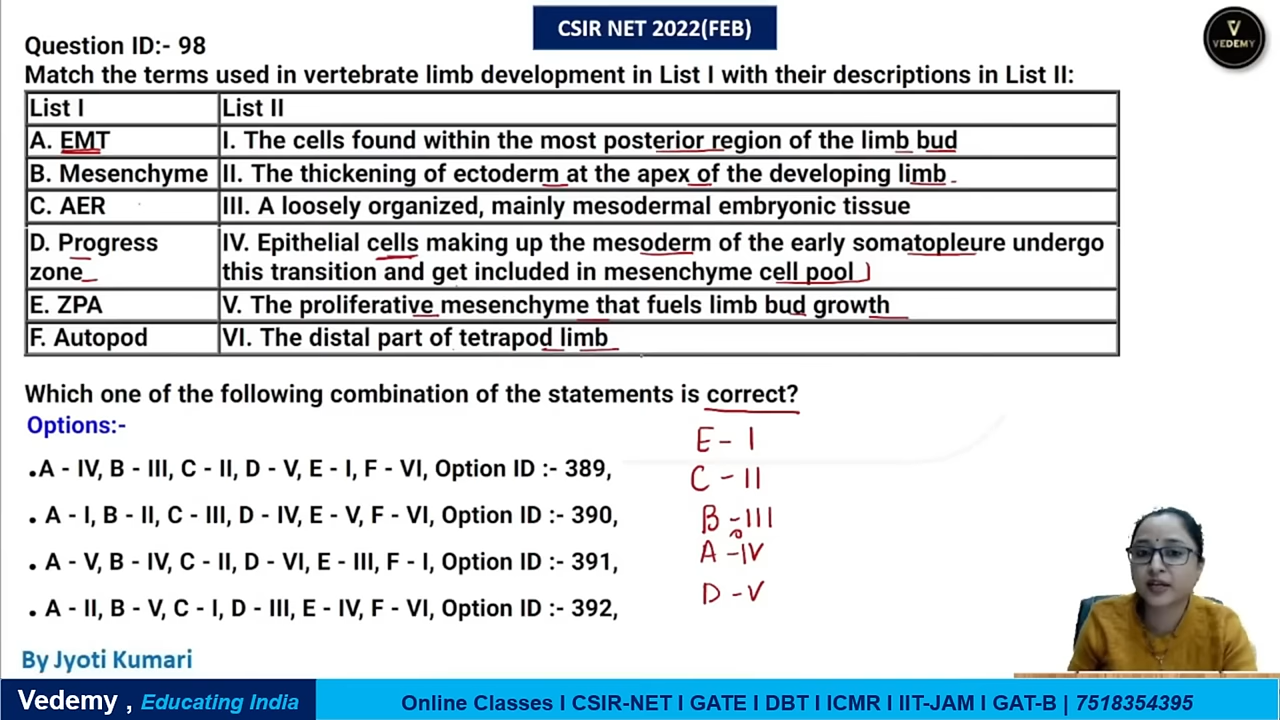 CSIR NET 2022(FEB)
VEDEMY
Question ID:- 98
Match the terms used in vertebrate limb development in List I with their descriptions in List II:
List I List II
A. EMT I. The cells found within the most posterior region of the limb bud
B. Mesenchyme II. The thickening of ectoderm at the apex of the developing limb
C. AER III. A loosely organized, mainly mesodermal embryonic tissue
D. Progress zone IV. Epithelial cells making up the mesoderm of the early somatopleure undergo
this transition and get included in mesenchyme cell pool
E. ZPA V. The proliferative mesenchyme that fuels limb bud growth
F. Autopod VI. The distal part of tetrapod limb
Which one of the following combination of the statements is correct?
Options:-
.A - IV, B - III, C - II, D - V, E - I, F - VI, Option ID :- 389,
. A - I, B - II, C - III, D - IV, E - V, F - VI, Option ID :- 390,
. A - V, B - IV, C - II, D - VI, E - III, F - I, Option ID :- 391,
. A - II, B - V, C - I, D - III, E - IV, F - VI, Option ID :- 392,
E - I
C - II
B - III
A - IV
D - V
By Jyoti Kumari
Vedemy , Educating India
Online Classes I CSIR-NET I GATE I DBT I ICMR I IIT-JAM I GAT-B | 7518354395